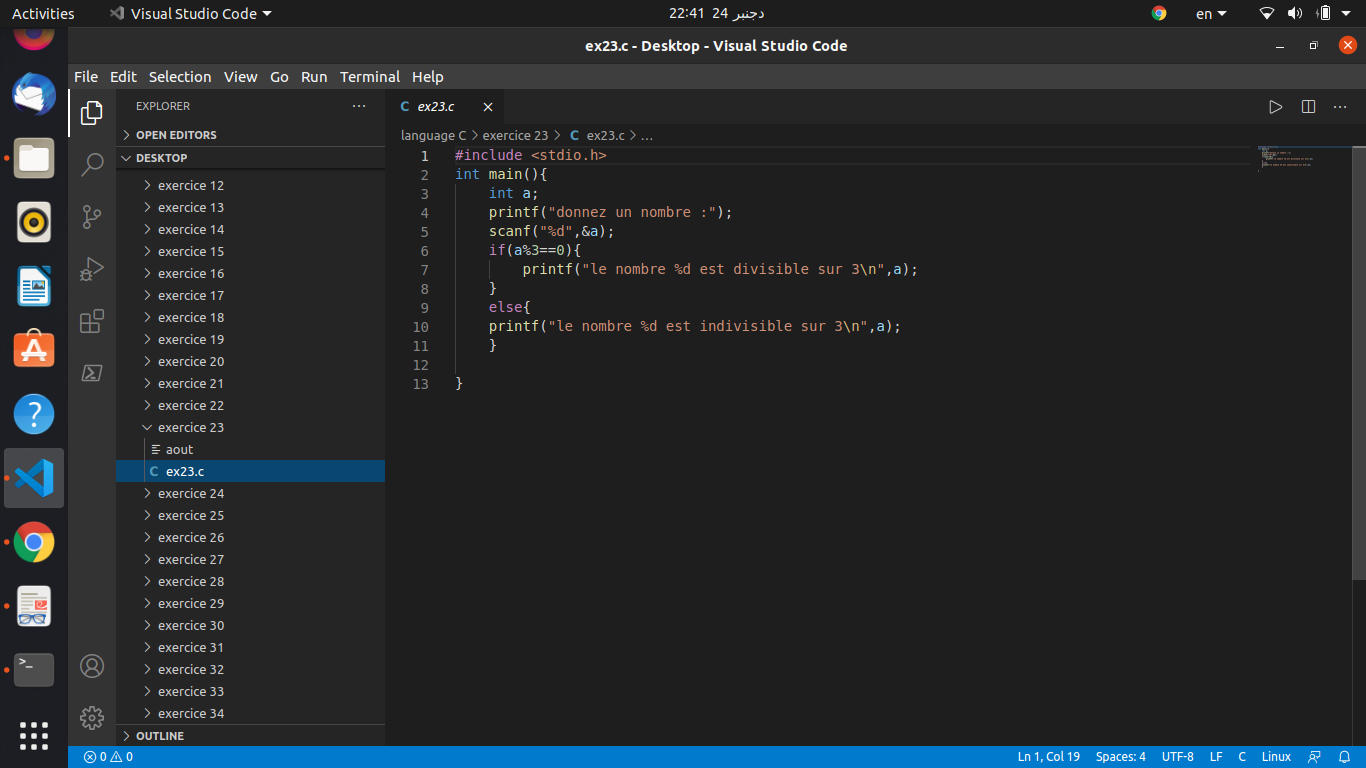 Activities Visual Studio Code 22:41 24 دجنبر en
ex23.c - Desktop - Visual Studio Code
File Edit Selection View Go Run Terminal Help
EXPLORER
OPEN EDITORS
DESKTOP
exercice 12
exercice 13
exercice 14
exercice 15
exercice 16
exercice 17
exercice 18
exercice 19
exercice 20
exercice 21
exercice 22
exercice 23
aout
C ex23.c
exercice 24
exercice 25
exercice 26
exercice 27
exercice 28
exercice 29
exercice 30
exercice 31
exercice 32
exercice 33
exercice 34
OUTLINE
C ex23.c
language C > exercice 23 > C ex23.c > ...
1 #include <stdio.h>
2 int main(){
3     int a;
4     printf("donnez un nombre :");
5     scanf("%d",&a);
6     if(a%3==0){
7         printf("le nombre %d est divisible sur 3\n",a);
8     }
9     else{
10     printf("le nombre %d est indivisible sur 3\n",a);
11     }
12
13 }
0 0 Ln 1, Col 19 Spaces: 4 UTF-8 LF C Linux